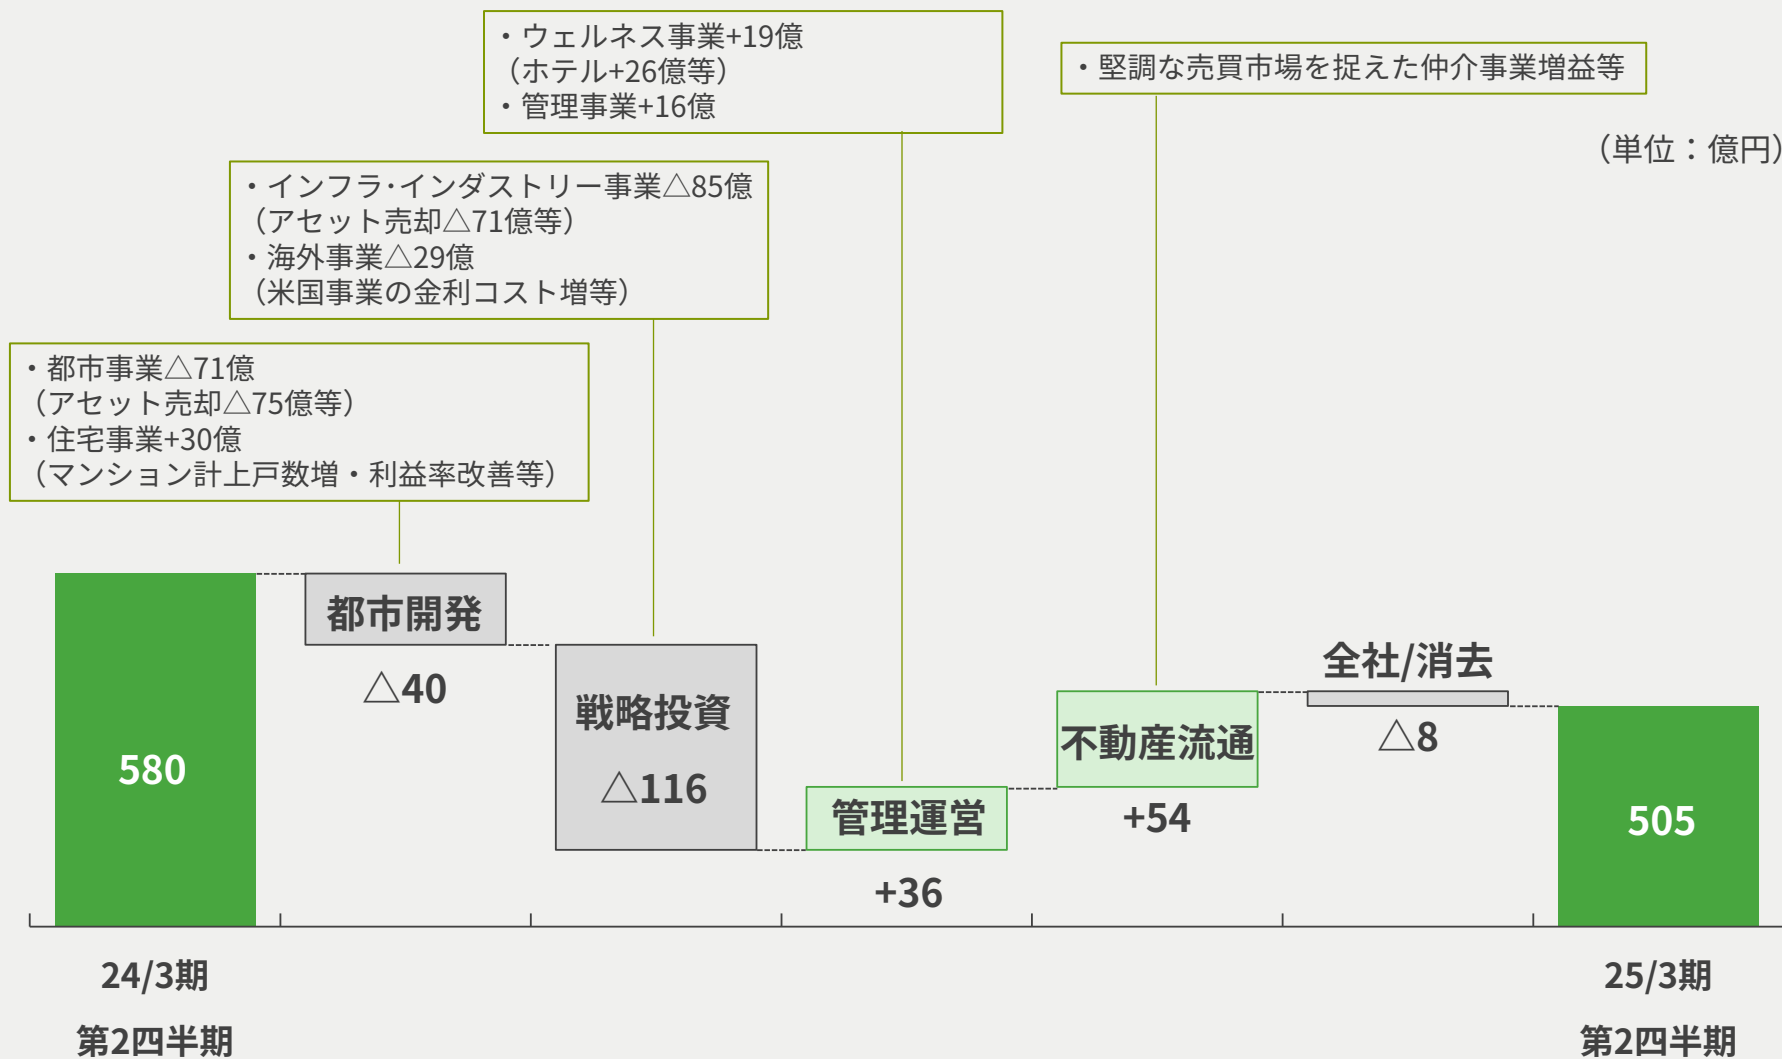 ・ウェルネス事業+19億
（ホテル+26億等）
・管理事業+16億
・堅調な売買市場を捉えた仲介事業増益等
（単位：億円）
・インフラ・インダストリー事業△85億
（アセット売却△71億等）
・海外事業△29億
（米国事業の金利コスト増等）
・都市事業△71億
（アセット売却△75億等）
・住宅事業+30億
（マンション計上戸数増・利益率改善等）
580
都市開発
△40
戦略投資
△116
管理運営
+36
不動産流通
+54
全社/消去
△8
505
24/3期
第2四半期
25/3期
第2四半期